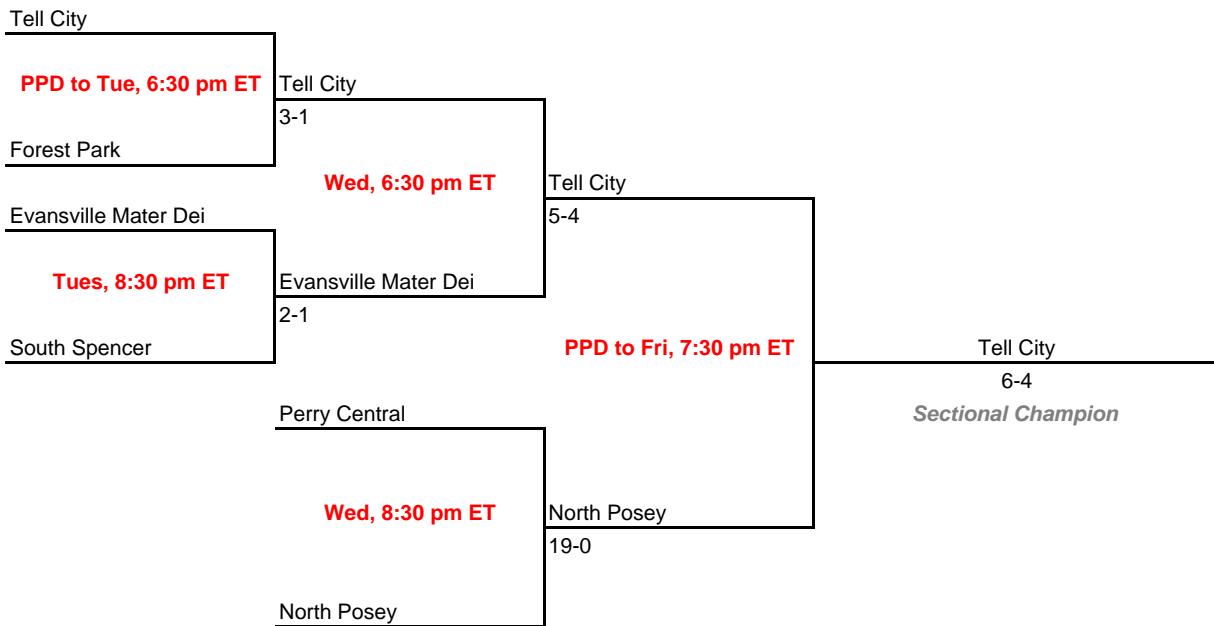 Tell City
PPD to Tue, 6:30 pm ET
Tell City
3-1
Forest Park
Wed, 6:30 pm ET
Tell City
Evansville Mater Dei
5-4
Tues, 8:30 pm ET
Evansville Mater Dei
2-1
South Spencer
PPD to Fri, 7:30 pm ET
Tell City
6-4
Perry Central
Sectional Champion
Wed, 8:30 pm ET
North Posey
19-0
North Posey